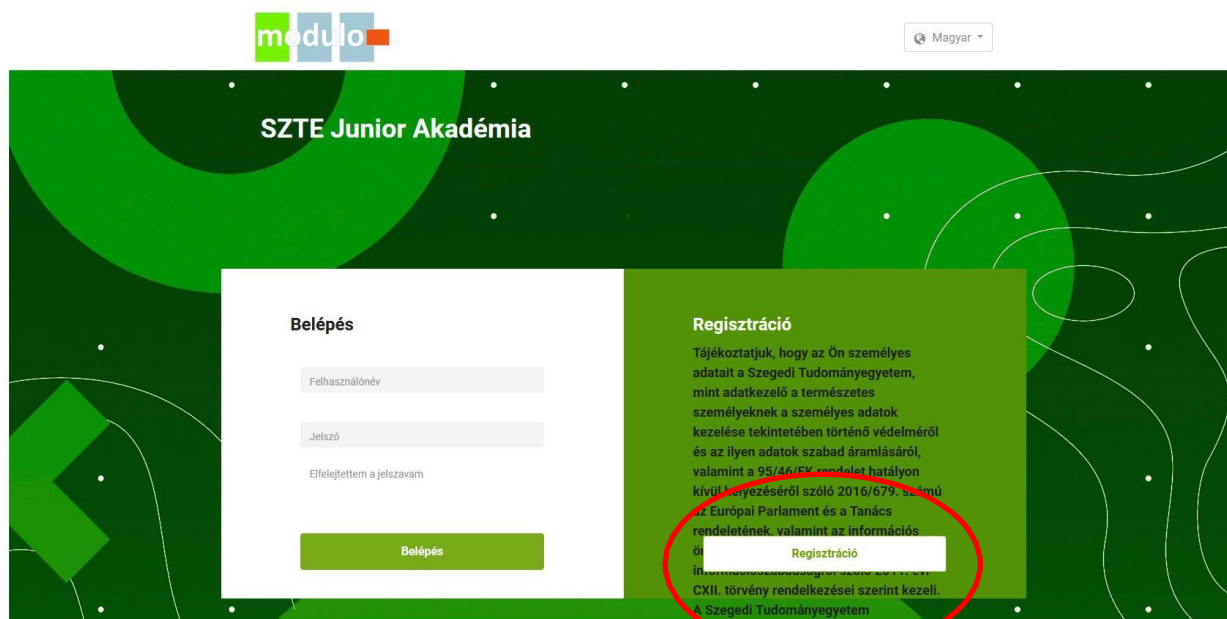 modulo
Magyar
SZTE Junior Akadémia
Belépés
Felhasználónév
Jelszó
Elfelejtettem a jelszavam
Belépés
Regisztráció
Tájékoztatjuk, hogy az Ön személyes
adatait a Szegedi Tudományegyetem,
mint adatkezelő a természetes
személyeknek a személyes adatok
kezelése tekintetében történő védelméről
és az ilyen adatok szabad áramlásáról,
valamint a 95/46/EK rendelet hatályon
kívül helyezéséről szóló 2016/679. számú
az Európai Parlament és a Tanács
rendeletének, valamint az információs
Regisztráció
szóló 2011. évi
CXII. törvény rendelkezései szerint kezeli.
A Szegedi Tudományegyetem